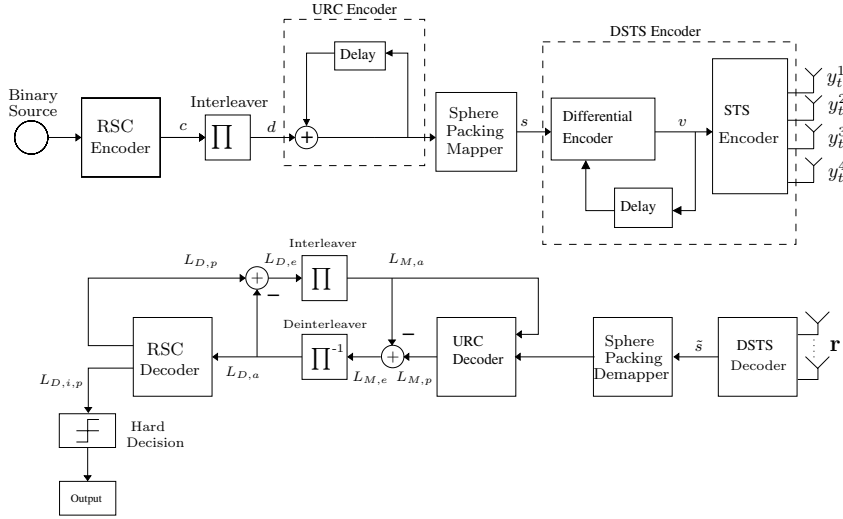 URC Encoder
DSTS Encoder
Delay
Binary
Source
RSC
Encoder
c
Interleaver
∏
d
+
Sphere
Packing
Mapper
s
Differential
Encoder
v
Delay
STS
Encoder
y_t^1
y_t^2
y_t^3
y_t^4
L_{D,p}
+
−
L_{D,e}
Interleaver
∏
L_{M,a}
RSC
Decoder
L_{D,a}
Deinterleaver
∏^{-1}
L_{M,e}
+
−
L_{M,p}
URC
Decoder
Sphere
Packing
Demapper
s̃
DSTS
Decoder
r
L_{D,i,p}
Hard
Decision
Output